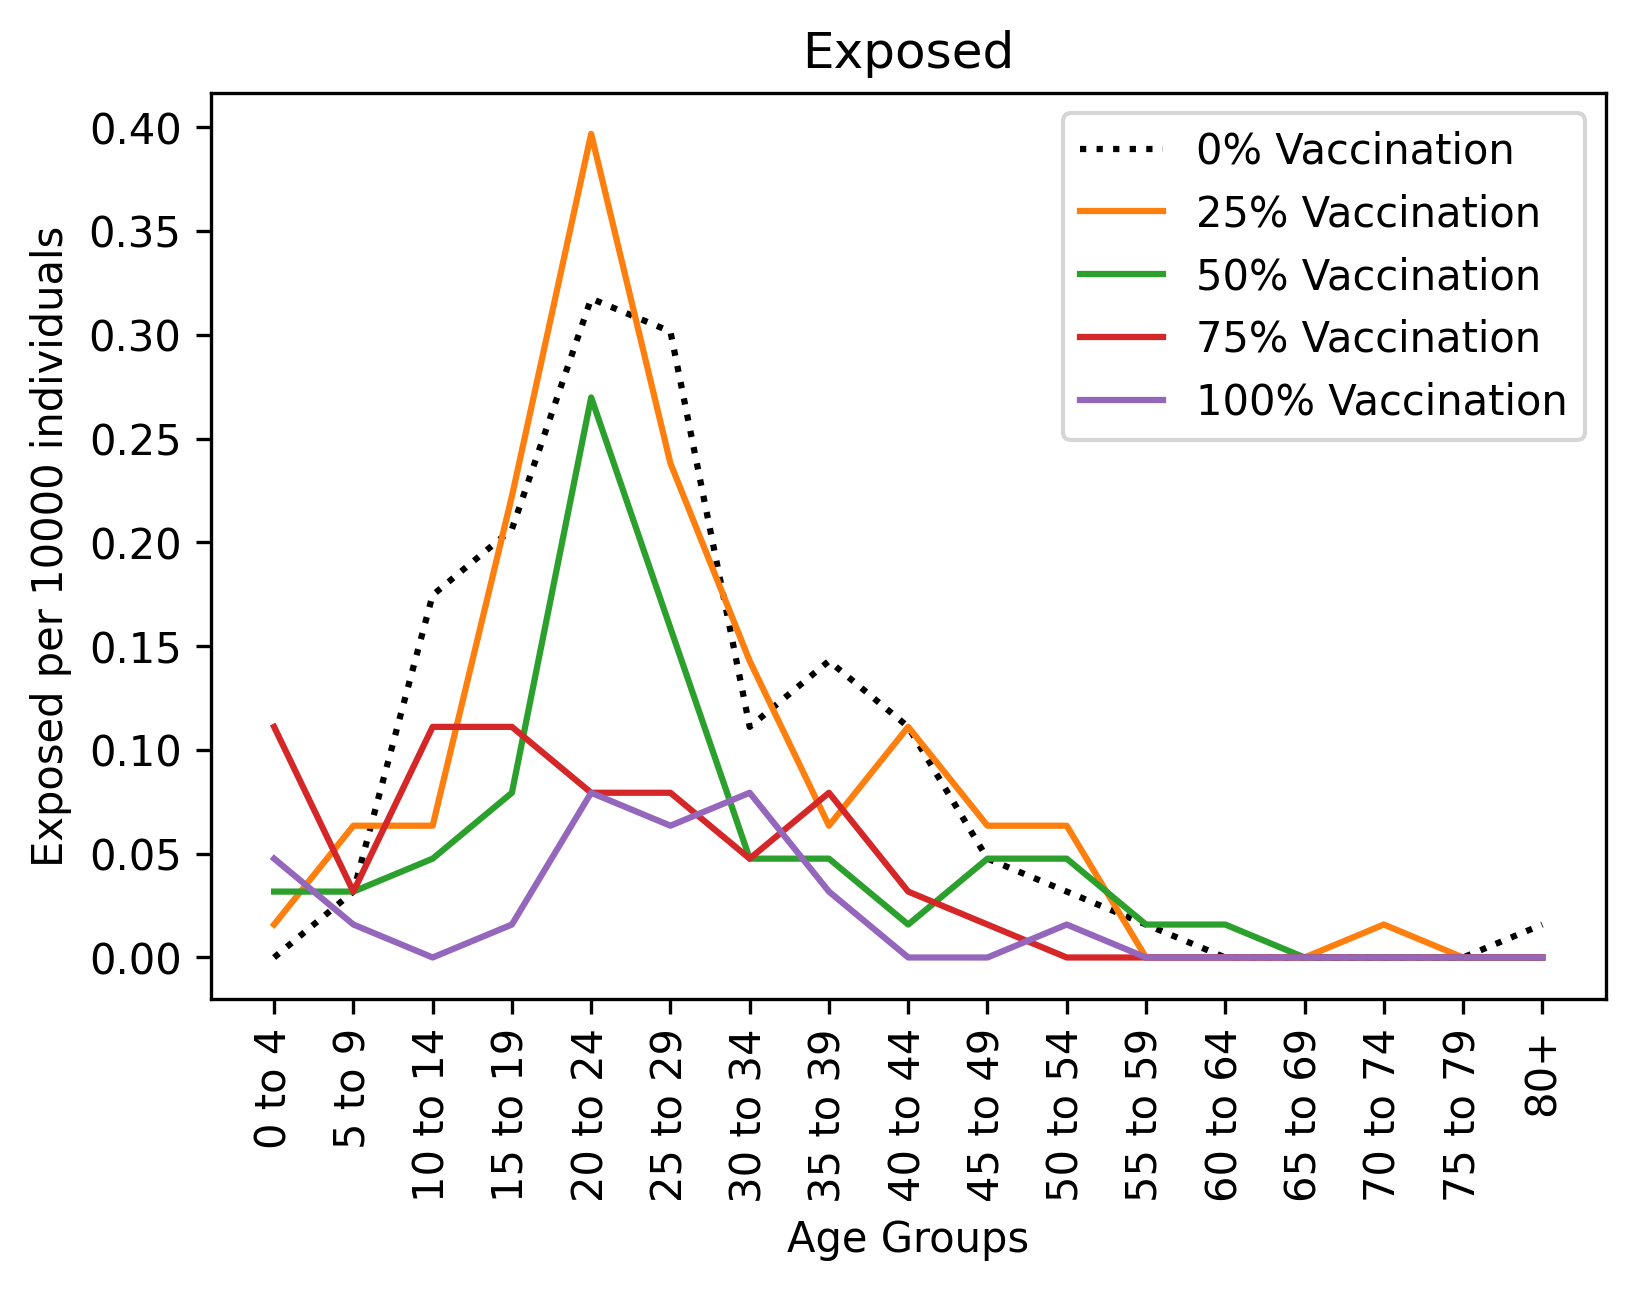 Exposed
Exposed per 10000 individuals
0.40
0.35
0.30
0.25
0.20
0.15
0.10
0.05
0.00
0% Vaccination
25% Vaccination
50% Vaccination
75% Vaccination
100% Vaccination
0 to 4
5 to 9
10 to 14
15 to 19
20 to 24
25 to 29
30 to 34
35 to 39
40 to 44
45 to 49
50 to 54
55 to 59
60 to 64
65 to 69
70 to 74
75 to 79
80+
Age Groups